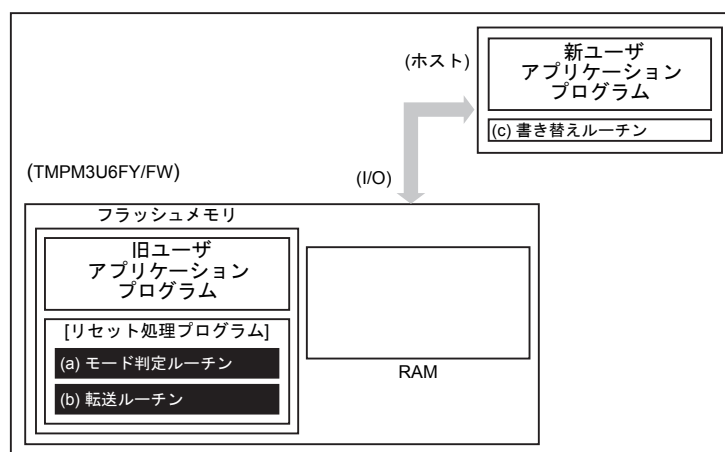 (ホスト)
新ユーザ
アプリケーション
プログラム
(c) 書き替えルーチン
(TMPM3U6FY/FW)
(I/O)
フラッシュメモリ
旧ユーザ
アプリケーション
プログラム
[リセット処理プログラム]
(a) モード判定ルーチン
(b) 転送ルーチン
RAM